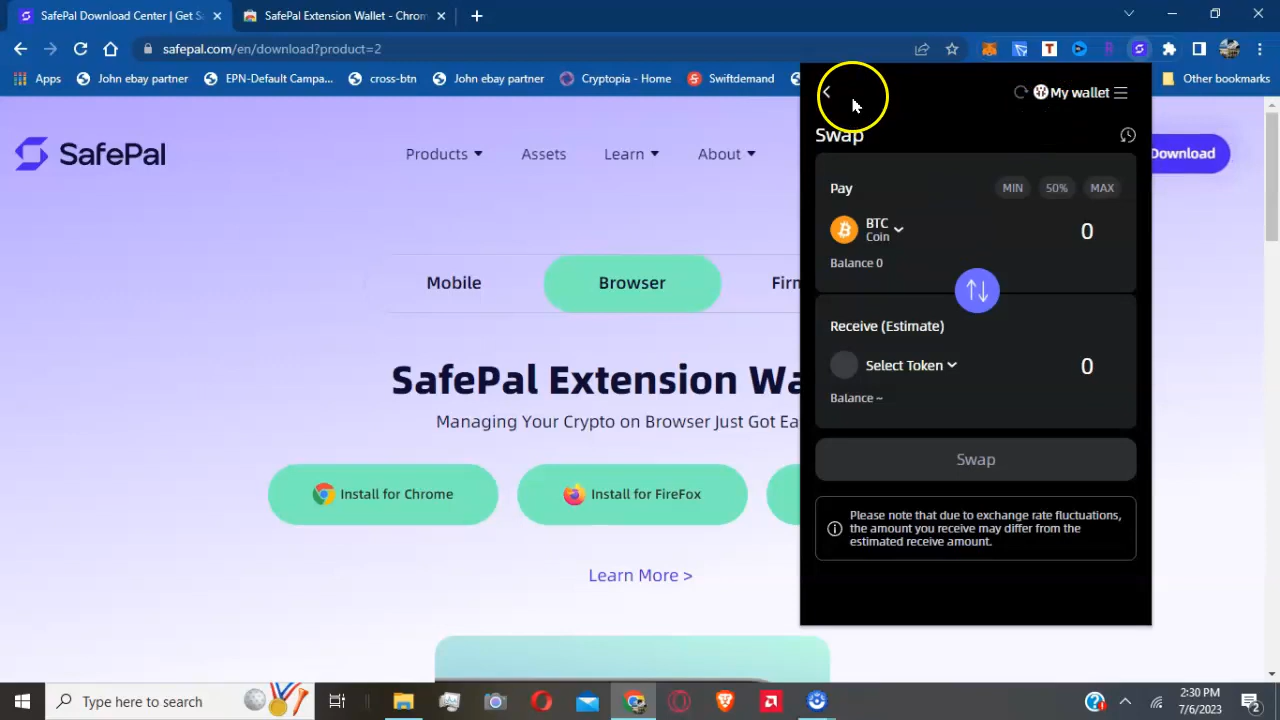 SafePal Download Center | Get S
SafePal Extension Wallet - Chrom
safepal.com/en/download?product=2
Apps
John ebay partner
EPN-Default Campa...
cross-btn
John ebay partner
Cryptopia - Home
Swiftdemand
Other bookmarks
SafePal
Products
Assets
Learn
About
Download
My wallet
Swap
Pay
MIN
50%
MAX
BTC
Coin
0
Balance 0
Receive (Estimate)
Select Token
0
Balance ~
Swap
Please note that due to exchange rate fluctuations,
the amount you receive may differ from the
estimated receive amount.
Mobile
Browser
Firm
SafePal Extension Wa
Managing Your Crypto on Browser Just Got Ea
Install for Chrome
Install for FireFox
Learn More >
Type here to search
2:30 PM
7/6/2023
2